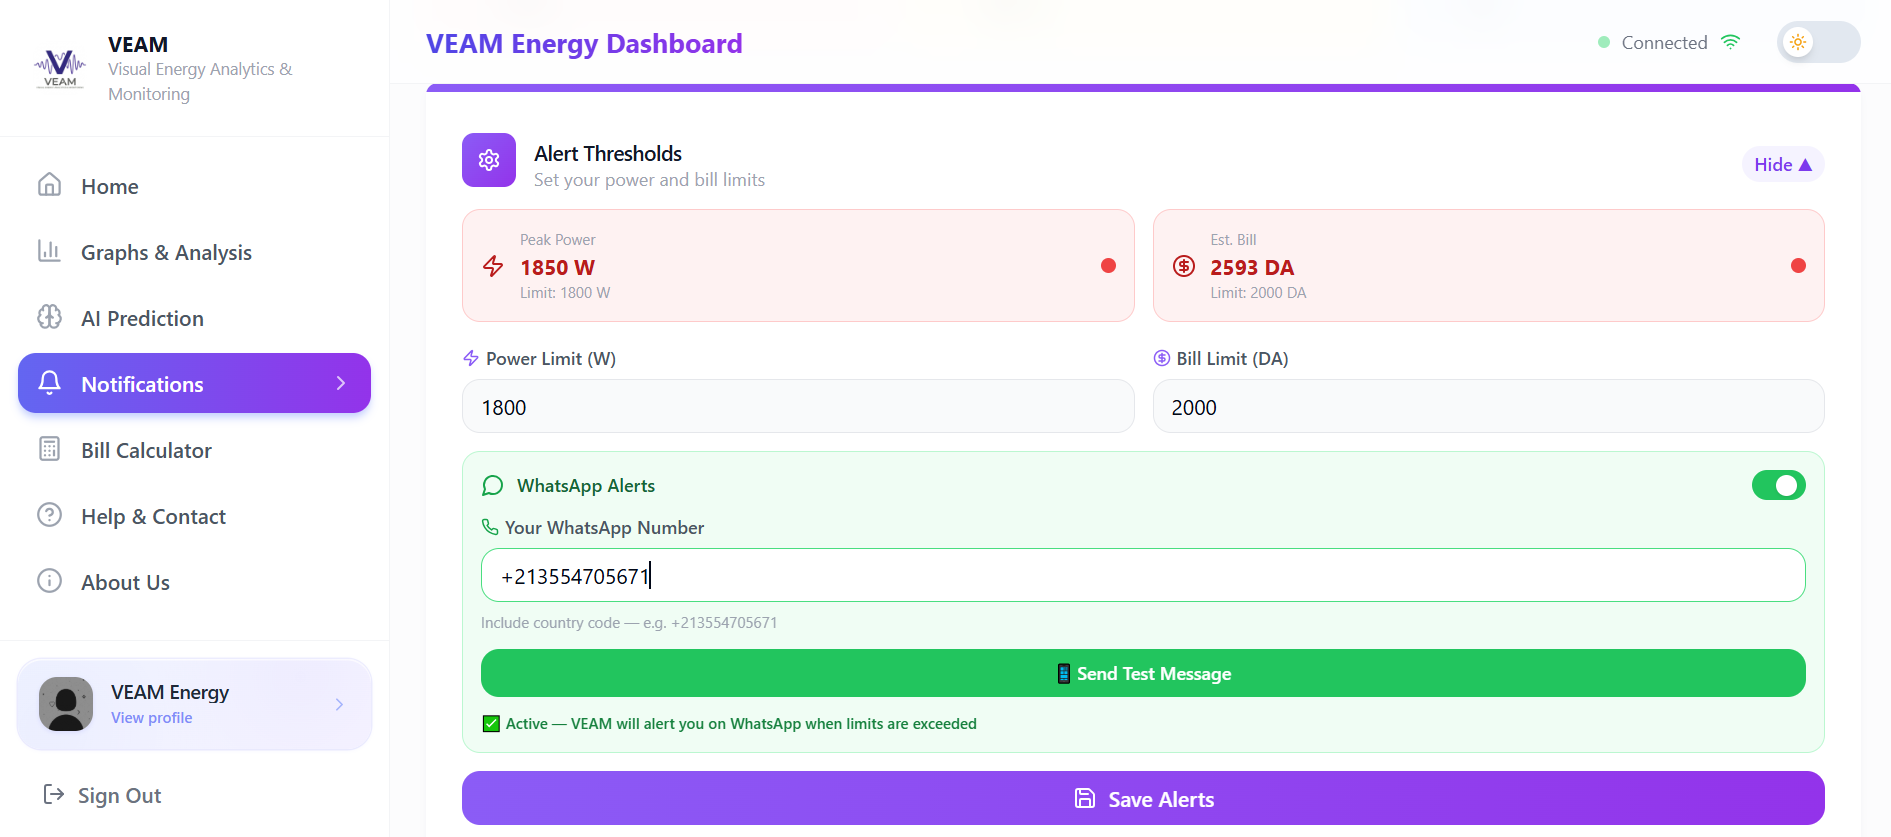 VEAM
Visual Energy Analytics &
Monitoring
VEAM
Home
Graphs & Analysis
AI Prediction
Notifications
Bill Calculator
Help & Contact
About Us
VEAM Energy
View profile
Sign Out
VEAM Energy Dashboard
Connected
Alert Thresholds
Set your power and bill limits
Hide ▲
Peak Power
1850 W
Limit: 1800 W
Est. Bill
2593 DA
Limit: 2000 DA
Power Limit (W)
1800
Bill Limit (DA)
2000
WhatsApp Alerts
Your WhatsApp Number
+213554705671
Include country code — e.g. +213554705671
📱 Send Test Message
✅ Active — VEAM will alert you on WhatsApp when limits are exceeded
Save Alerts